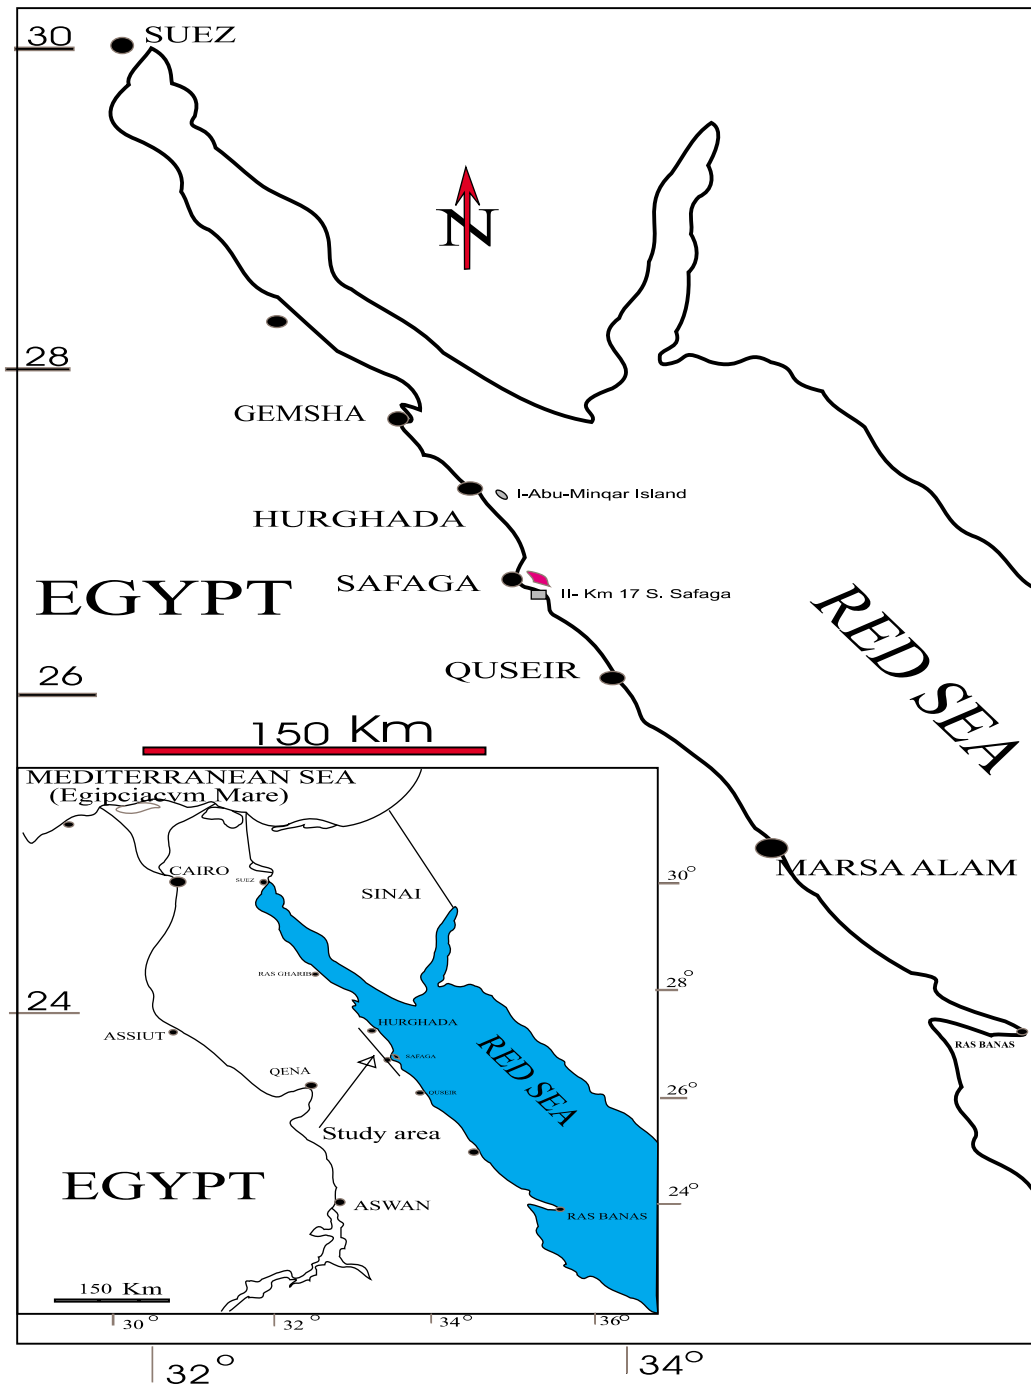 30
SUEZ
N
28
GEMSHA
I-Abu-Minqar Island
HURGHADA
SAFAGA
II- Km 17 S. Safaga
EGYPT
RED SEA
QUSEIR
26
150 Km
MARSA ALAM
24
RAS BANAS
MEDITERRANEAN SEA
(Egipciacvm Mare)
CAIRO
SUEZ
SINAI
30°
RAS GHARIB
28°
HURGHADA
ASSIUT
SAFAGA
RED SEA
QENA
QUSEIR
26°
Study area
EGYPT
ASWAN
24°
RAS BANAS
150 Km
30°
32°
34°
36°
32°
34°